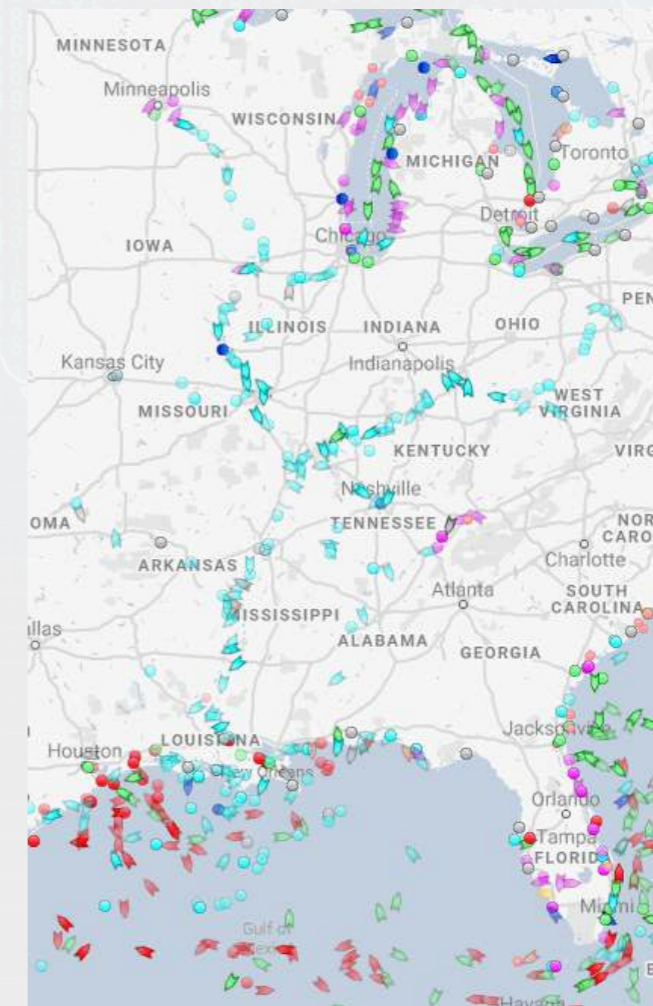 MINNESOTA
Minneapolis
WISCONSIN
MICHIGAN
Toronto
Detroit
Chicago
IOWA
PEN
ILLINOIS
INDIANA
OHIO
Kansas City
Indianapolis
MISSOURI
WEST
VIRGINIA
KENTUCKY
VIRG
Nashville
OMA
TENNESSEE
NOR
CARO
ARKANSAS
Charlotte
Atlanta
SOUTH
CAROLINA
MISSISSIPPI
allas
ALABAMA
GEORGIA
LOUISIANA
Jacksonville
Houston
New Orleans
Orlando
Tampa
FLORID
Miami
Gulf of
Mexico
Havana